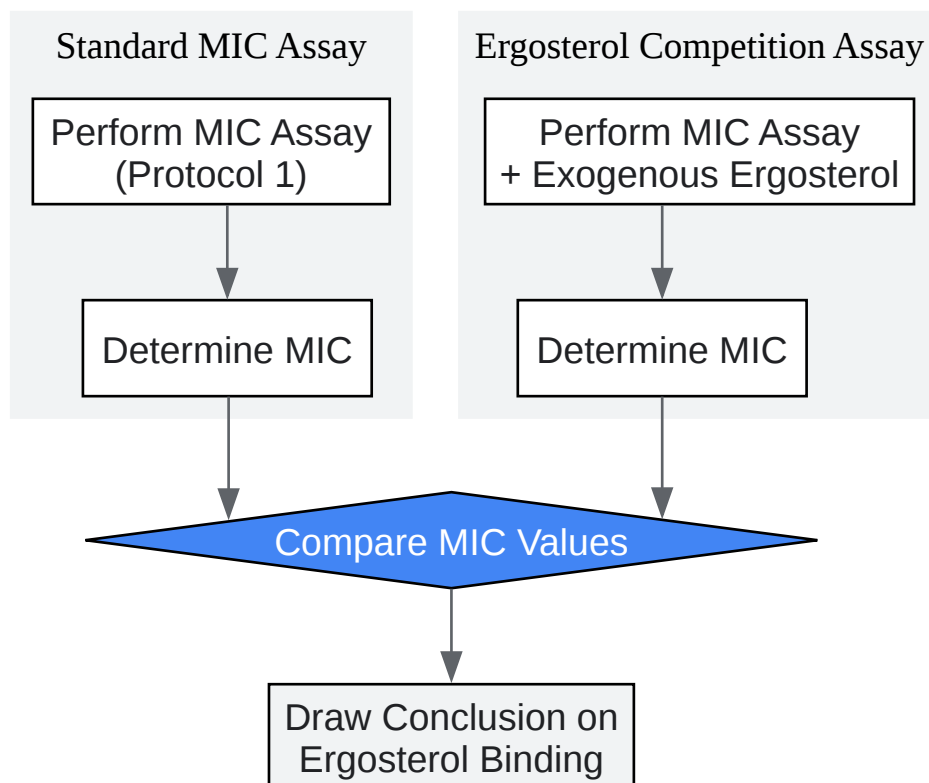 Standard MIC Assay
Perform MIC Assay
(Protocol 1)
Determine MIC
Ergosterol Competition Assay
Perform MIC Assay
+ Exogenous Ergosterol
Determine MIC
Compare MIC Values
Draw Conclusion on
Ergosterol Binding